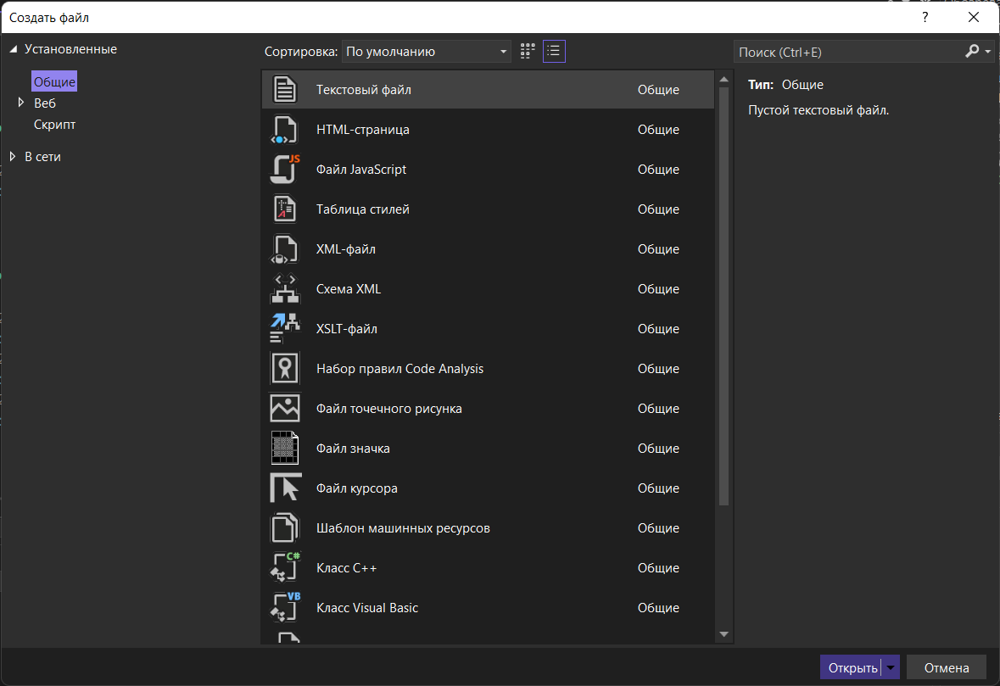 Создать файл
?
Установленные
Общие
Веб
Скрипт
В сети
Сортировка: По умолчанию
Поиск (Ctrl+E)
Текстовый файл Общие
HTML-страница Общие
JS
Файл JavaScript Общие
Таблица стилей Общие
XML-файл Общие
Схема XML Общие
XSLT-файл Общие
Набор правил Code Analysis Общие
Файл точечного рисунка Общие
Файл значка Общие
Файл курсора Общие
Шаблон машинных ресурсов Общие
C#
Класс C++ Общие
VB
Класс Visual Basic Общие
Тип: Общие
Пустой текстовый файл.
Открыть
Отмена